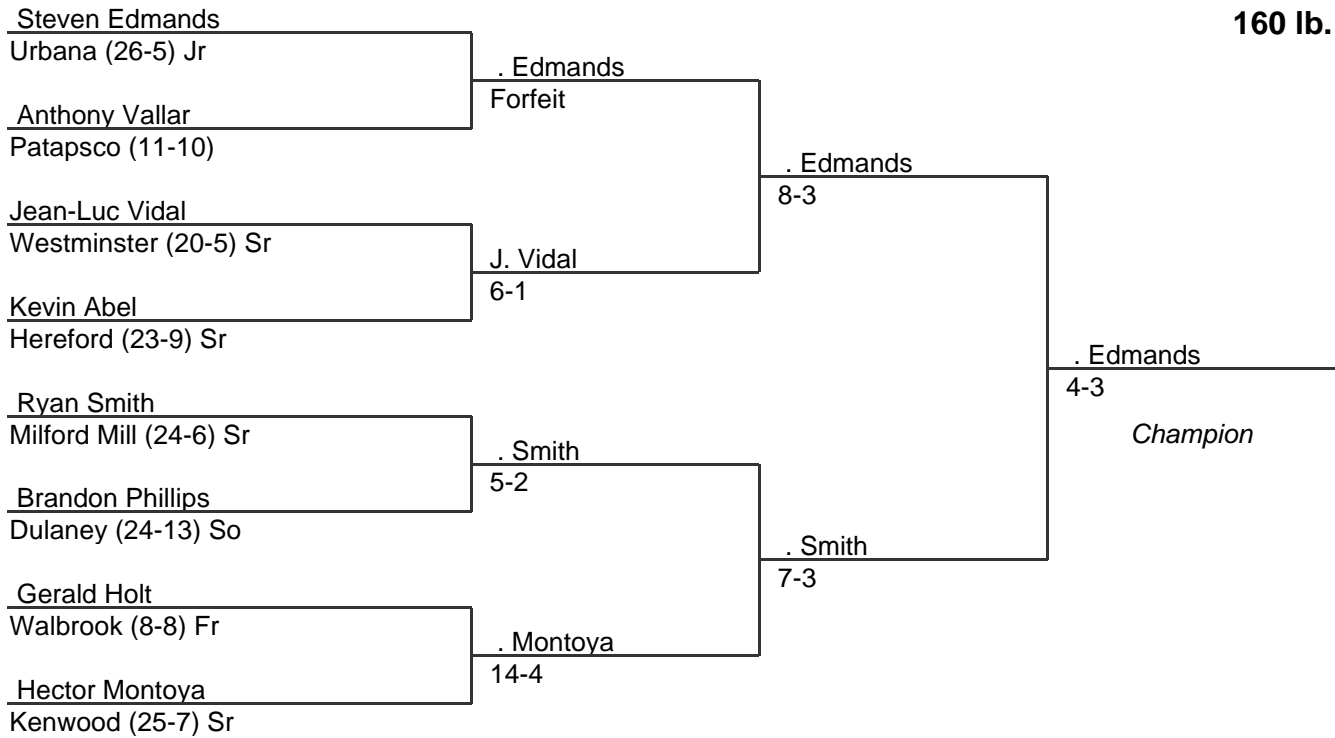 160 lb.
Steven Edmands
Urbana (26-5) Jr
Anthony Vallar
Patapsco (11-10)
Jean-Luc Vidal
Westminster (20-5) Sr
Kevin Abel
Hereford (23-9) Sr
Ryan Smith
Milford Mill (24-6) Sr
Brandon Phillips
Dulaney (24-13) So
Gerald Holt
Walbrook (8-8) Fr
Hector Montoya
Kenwood (25-7) Sr
. Edmands
Forfeit
J. Vidal
6-1
. Smith
5-2
. Montoya
14-4
. Edmands
8-3
. Smith
7-3
. Edmands
4-3
Champion